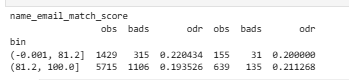 name_email_match_score
obs bads odr obs bads odr
bin
(-0.001, 81.2] 1429 315 0.220434 155 31 0.200000
(81.2, 100.0] 5715 1106 0.193526 639 135 0.211268